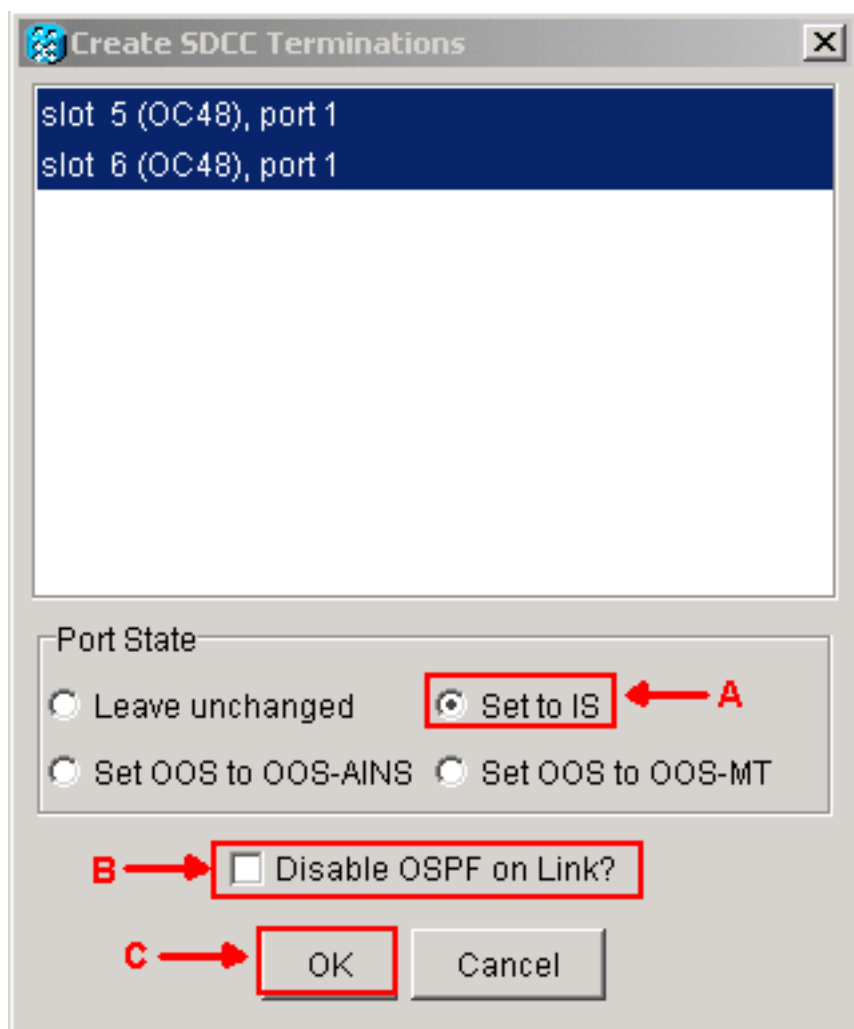 Create SDCC Terminations
slot 5 (OC48), port 1
slot 6 (OC48), port 1
Port State
Leave unchanged
Set to IS
A
Set OOS to OOS-AINS
Set OOS to OOS-MT
B
Disable OSPF on Link?
C
OK
Cancel